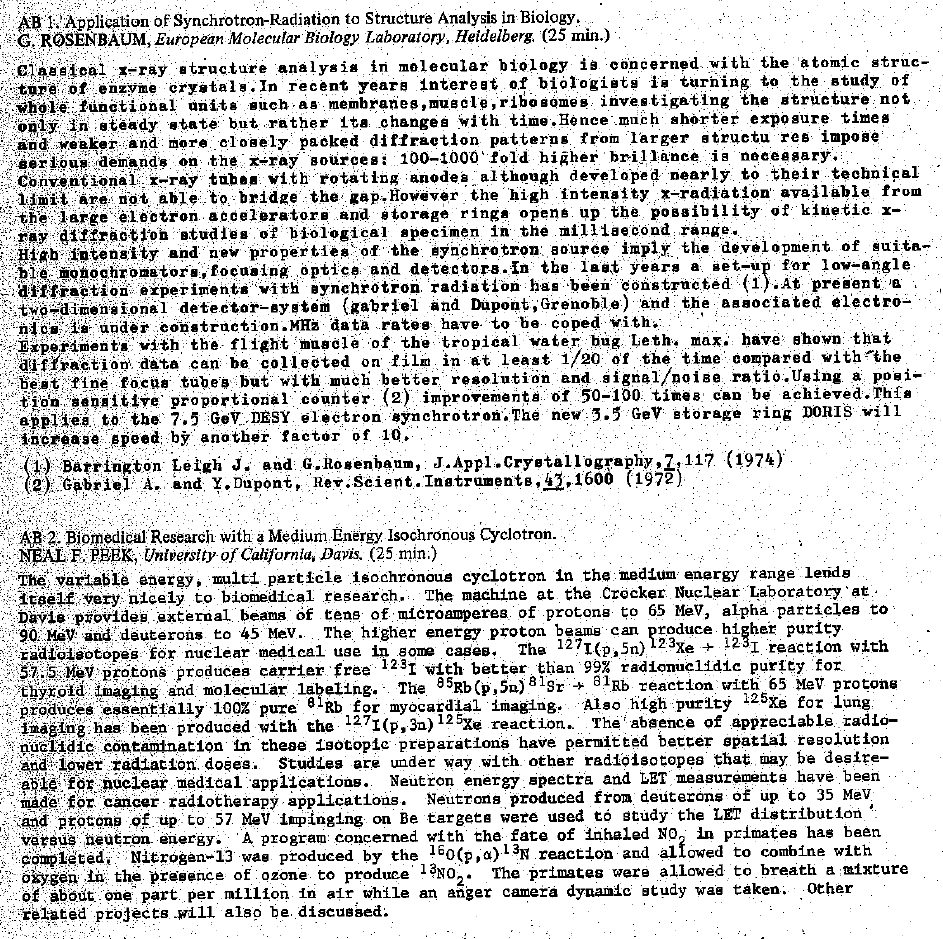 AB 1. Application of Synchrotron-Radiation to Structure Analysis in Biology.
G. ROSENBAUM, European Molecular Biology Laboratory, Heidelberg. (25 min.)
Classical x-ray structure analysis in molecular biology is concerned with the atomic struc-
ture of enzyme crystals.In recent years interest of biologists is turning to the study of
whole functional units such as membranes,muscle,ribosomes investigating the structure not
only in steady state but rather its changes with time.Hence much shorter exposure times
and weaker and more closely packed diffraction patterns from larger structu res impose
serious demands on the x-ray sources: 100-1000 fold higher brillance is necessary.
Conventional x-ray tubes with rotating anodes although developed nearly to their technical
limit are not able to bridge the gap.However the high intensity x-radiation available from
the large electron accelerators and storage rings opens up the possibility of kinetic x-
ray diffraction studies of biological specimen in the millisecond range.
High intensity and new properties of the synchrotron source imply the development of suita-
ble monochromators,focusing optics and detectors.In the last years a set-up for low-angle
diffraction experiments with synchrotron radiation has been constructed (1).At present a
two-dimensional detector-system (gabriel and Dupont,Grenoble) and the associated electro-
nics is under construction.MHz data rates have to be coped with.
Experiments with the flight muscle of the tropical water bug Leth. max. have shown that
diffraction data can be collected on film in at least 1/20 of the time compared with the
best fine focus tubes but with much better resolution and signal/noise ratio.Using a posi-
tion sensitive proportional counter (2) improvements of 50-100 times can be achieved.This
applies to the 7.5 GeV DESY electron synchrotron.The new 3.5 GeV storage ring DORIS will
increase speed by another factor of 10.
(1) Barrington Leigh J. and G.Rosenbaum, J.Appl.Crystallography,7,117 (1974)
(2) Gabriel A. and Y.Dupont, Rev.Scient.Instruments,43,1600 (1972)
AB 2. Biomedical Research with a Medium Energy Isochronous Cyclotron.
NEAL F. PEEK, University of California, Davis. (25 min.)
The variable energy, multi particle isochronous cyclotron in the medium energy range lends
itself very nicely to biomedical research. The machine at the Crocker Nuclear Laboratory at
Davis provides external beams of tens of microamperes of protons to 65 MeV, alpha particles to
90 MeV and deuterons to 45 MeV. The higher energy proton beams can produce higher purity
radioisotopes for nuclear medical use in some cases. The ¹²⁷I(p,5n)¹²³Xe → ¹²³I reaction with
57.5 MeV protons produces carrier free ¹²³I with better than 99% radionuclidic purity for
thyroid imaging and molecular labeling. The ⁸⁵Rb(p,5n)⁸¹Sr → ⁸¹Rb reaction with 65 MeV protons
produces essentially 100% pure ⁸¹Rb for myocardial imaging. Also high purity ¹²⁵Xe for lung
imaging has been produced with the ¹²⁷I(p,3n)¹²⁵Xe reaction. The absence of appreciable radio-
nuclidic contamination in these isotopic preparations have permitted better spatial resolution
and lower radiation doses. Studies are under way with other radioisotopes that may be desire-
able for nuclear medical applications. Neutron energy spectra and LET measurements have been
made for cancer radiotherapy applications. Neutrons produced from deuterons of up to 35 MeV
and protons of up to 57 MeV impinging on Be targets were used to study the LET distribution
versus neutron energy. A program concerned with the fate of inhaled NO₂ in primates has been
completed. Nitrogen-13 was produced by the ¹⁶O(p,α)¹³N reaction and allowed to combine with
oxygen in the presence of ozone to produce ¹³NO₂. The primates were allowed to breath a mixture
of about one part per million in air while an anger camera dynamic study was taken. Other
related projects will also be discussed.